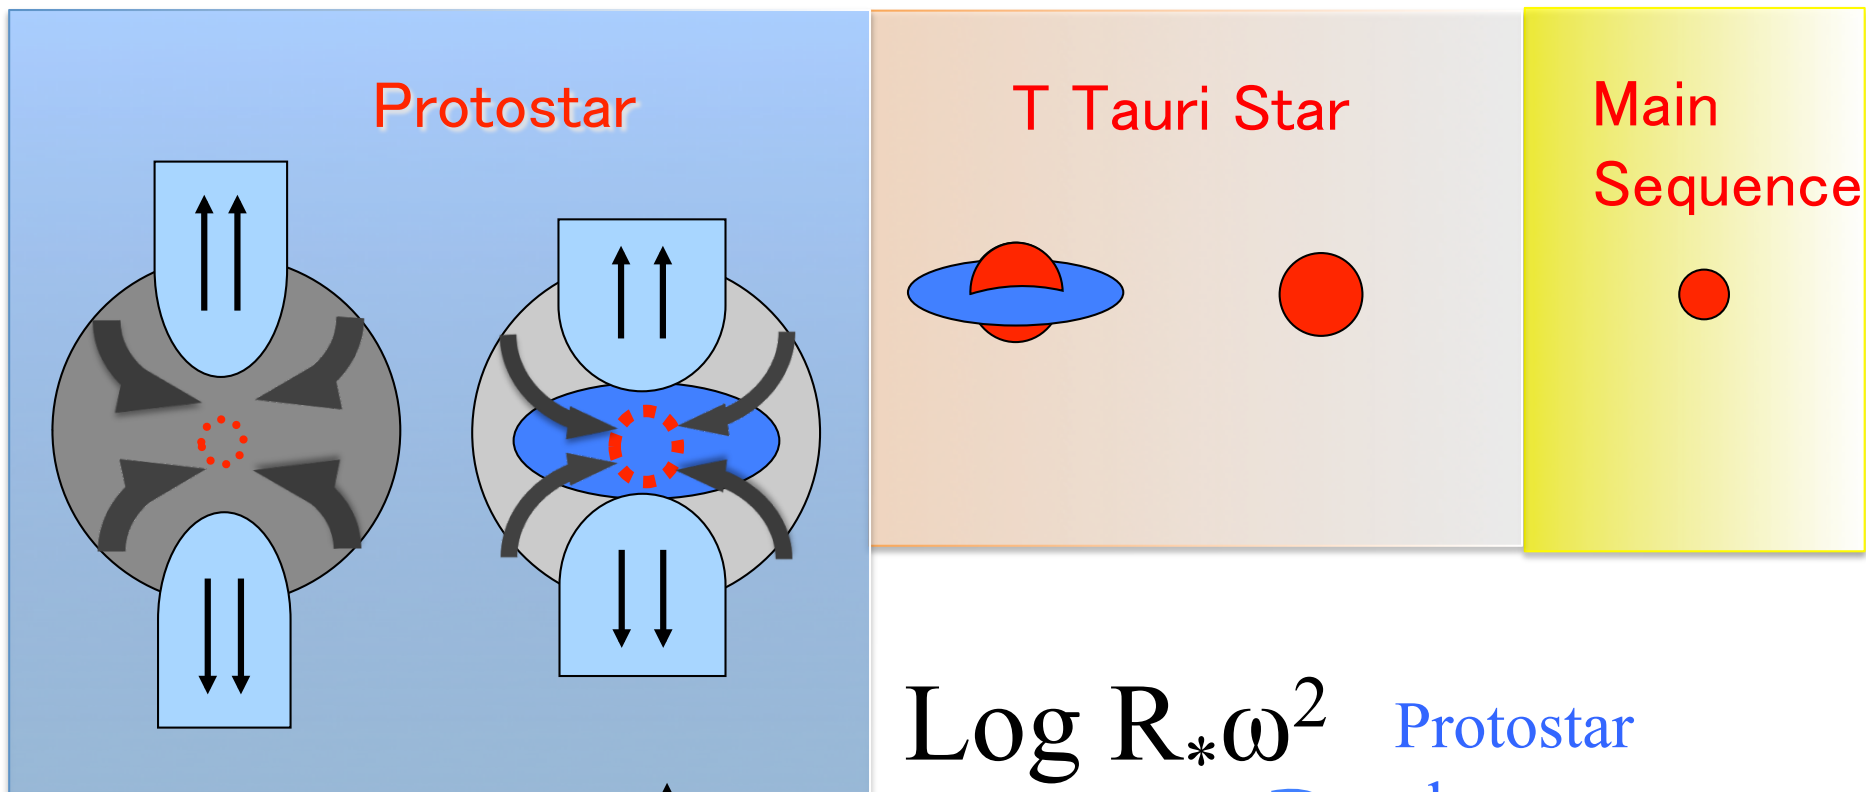 Protostar
T Tauri Star
Main
Sequence
Log R*ω²
Protostar